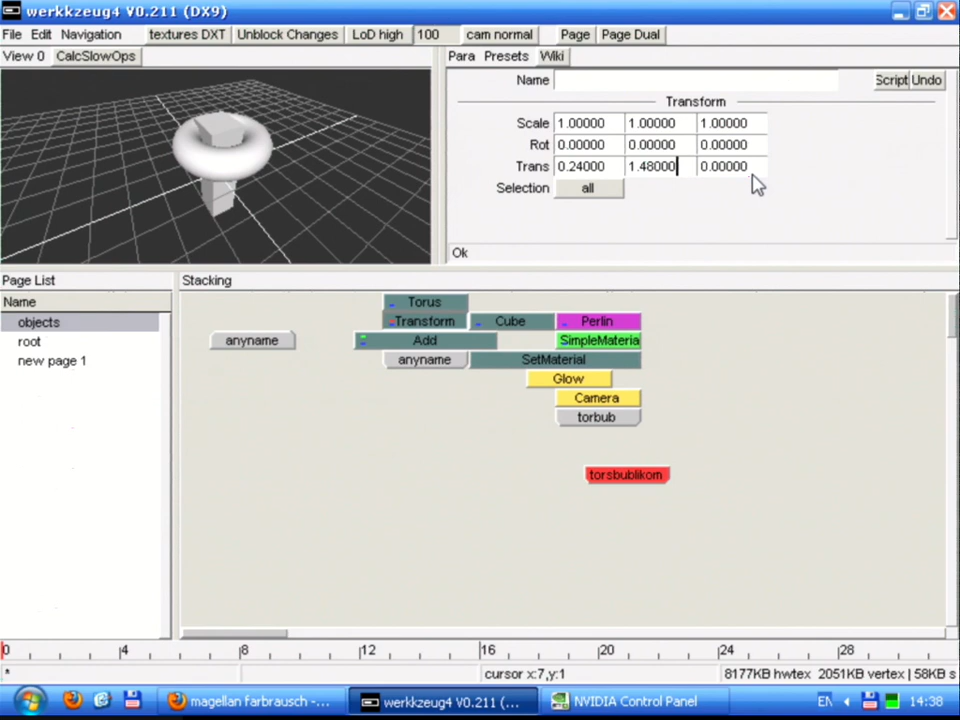 werkkzeug4 V0.211 (DX9)
File Edit Navigation textures DXT Unblock Changes LoD high 100 cam normal Page Page Dual
View 0 CalcSlowOps
Para Presets Wiki
Name Script Undo
Transform
Scale 1.00000 1.00000 1.00000
Rot 0.00000 0.00000 0.00000
Trans 0.24000 1.48000 0.00000
Selection all
Ok
Page List
Name
objects
root
new page 1
Stacking
Torus
Transform Cube Perlin
anyname Add SimpleMateria
anyname SetMaterial
Glow
Camera
torbub
torsbublikom
0 4 8 12 16 20 24 28
* cursor x:7,y:1 8177KB hwtex 2051KB vertex | 58KB s
magellan farbrausch -... werkkzeug4 V0.211 (... NVIDIA Control Panel EN 14:38